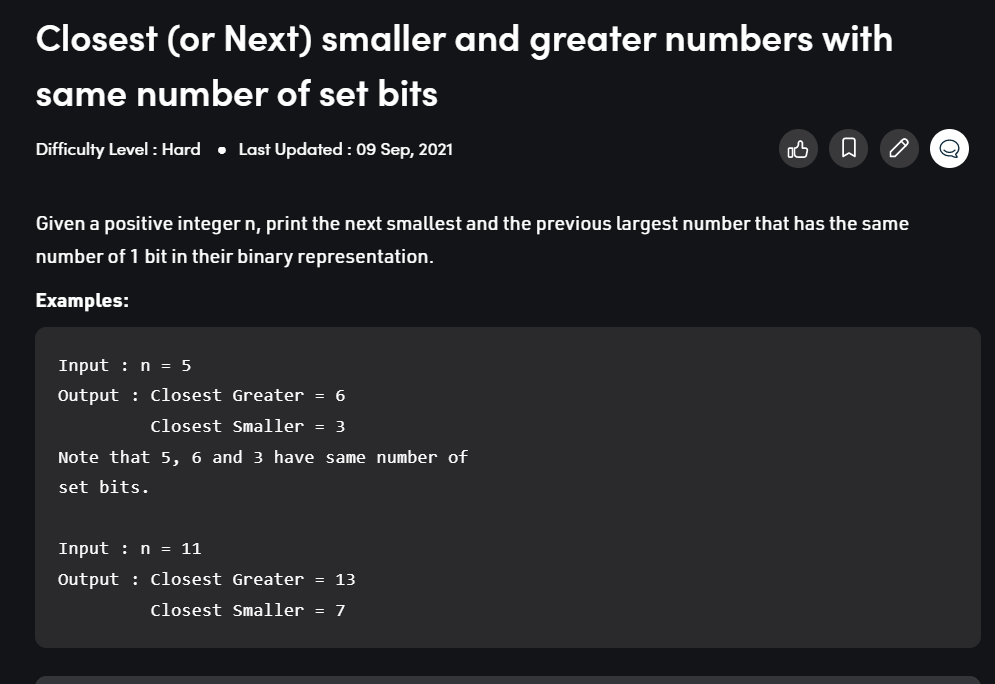 Closest (or Next) smaller and greater numbers with
same number of set bits
Difficulty Level : Hard ● Last Updated : 09 Sep, 2021
Given a positive integer n, print the next smallest and the previous largest number that has the same
number of 1 bit in their binary representation.
Examples:
Input : n = 5
Output : Closest Greater = 6
Closest Smaller = 3
Note that 5, 6 and 3 have same number of
set bits.
Input : n = 11
Output : Closest Greater = 13
Closest Smaller = 7